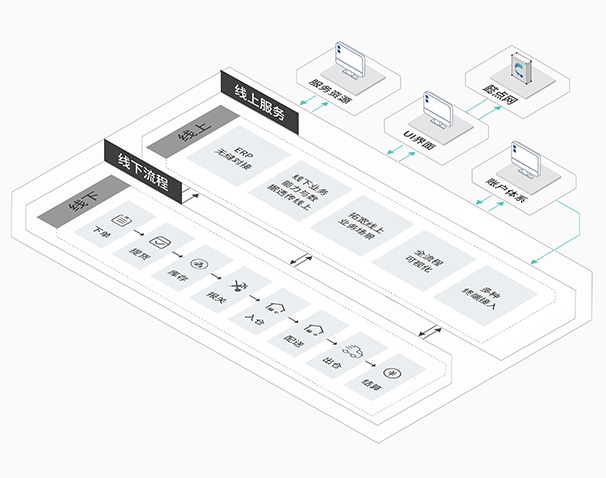 服务资源
蓝点网
UI界面
账户体系
线上服务
线上
ERP
无缝对接
线下业务
能力与数
据透传线上
拓宽线上
业务场景
全流程
可视化
多种
终端接入
线下流程
线下
下单
提货
库存
报关
入仓
配送
出仓
结算